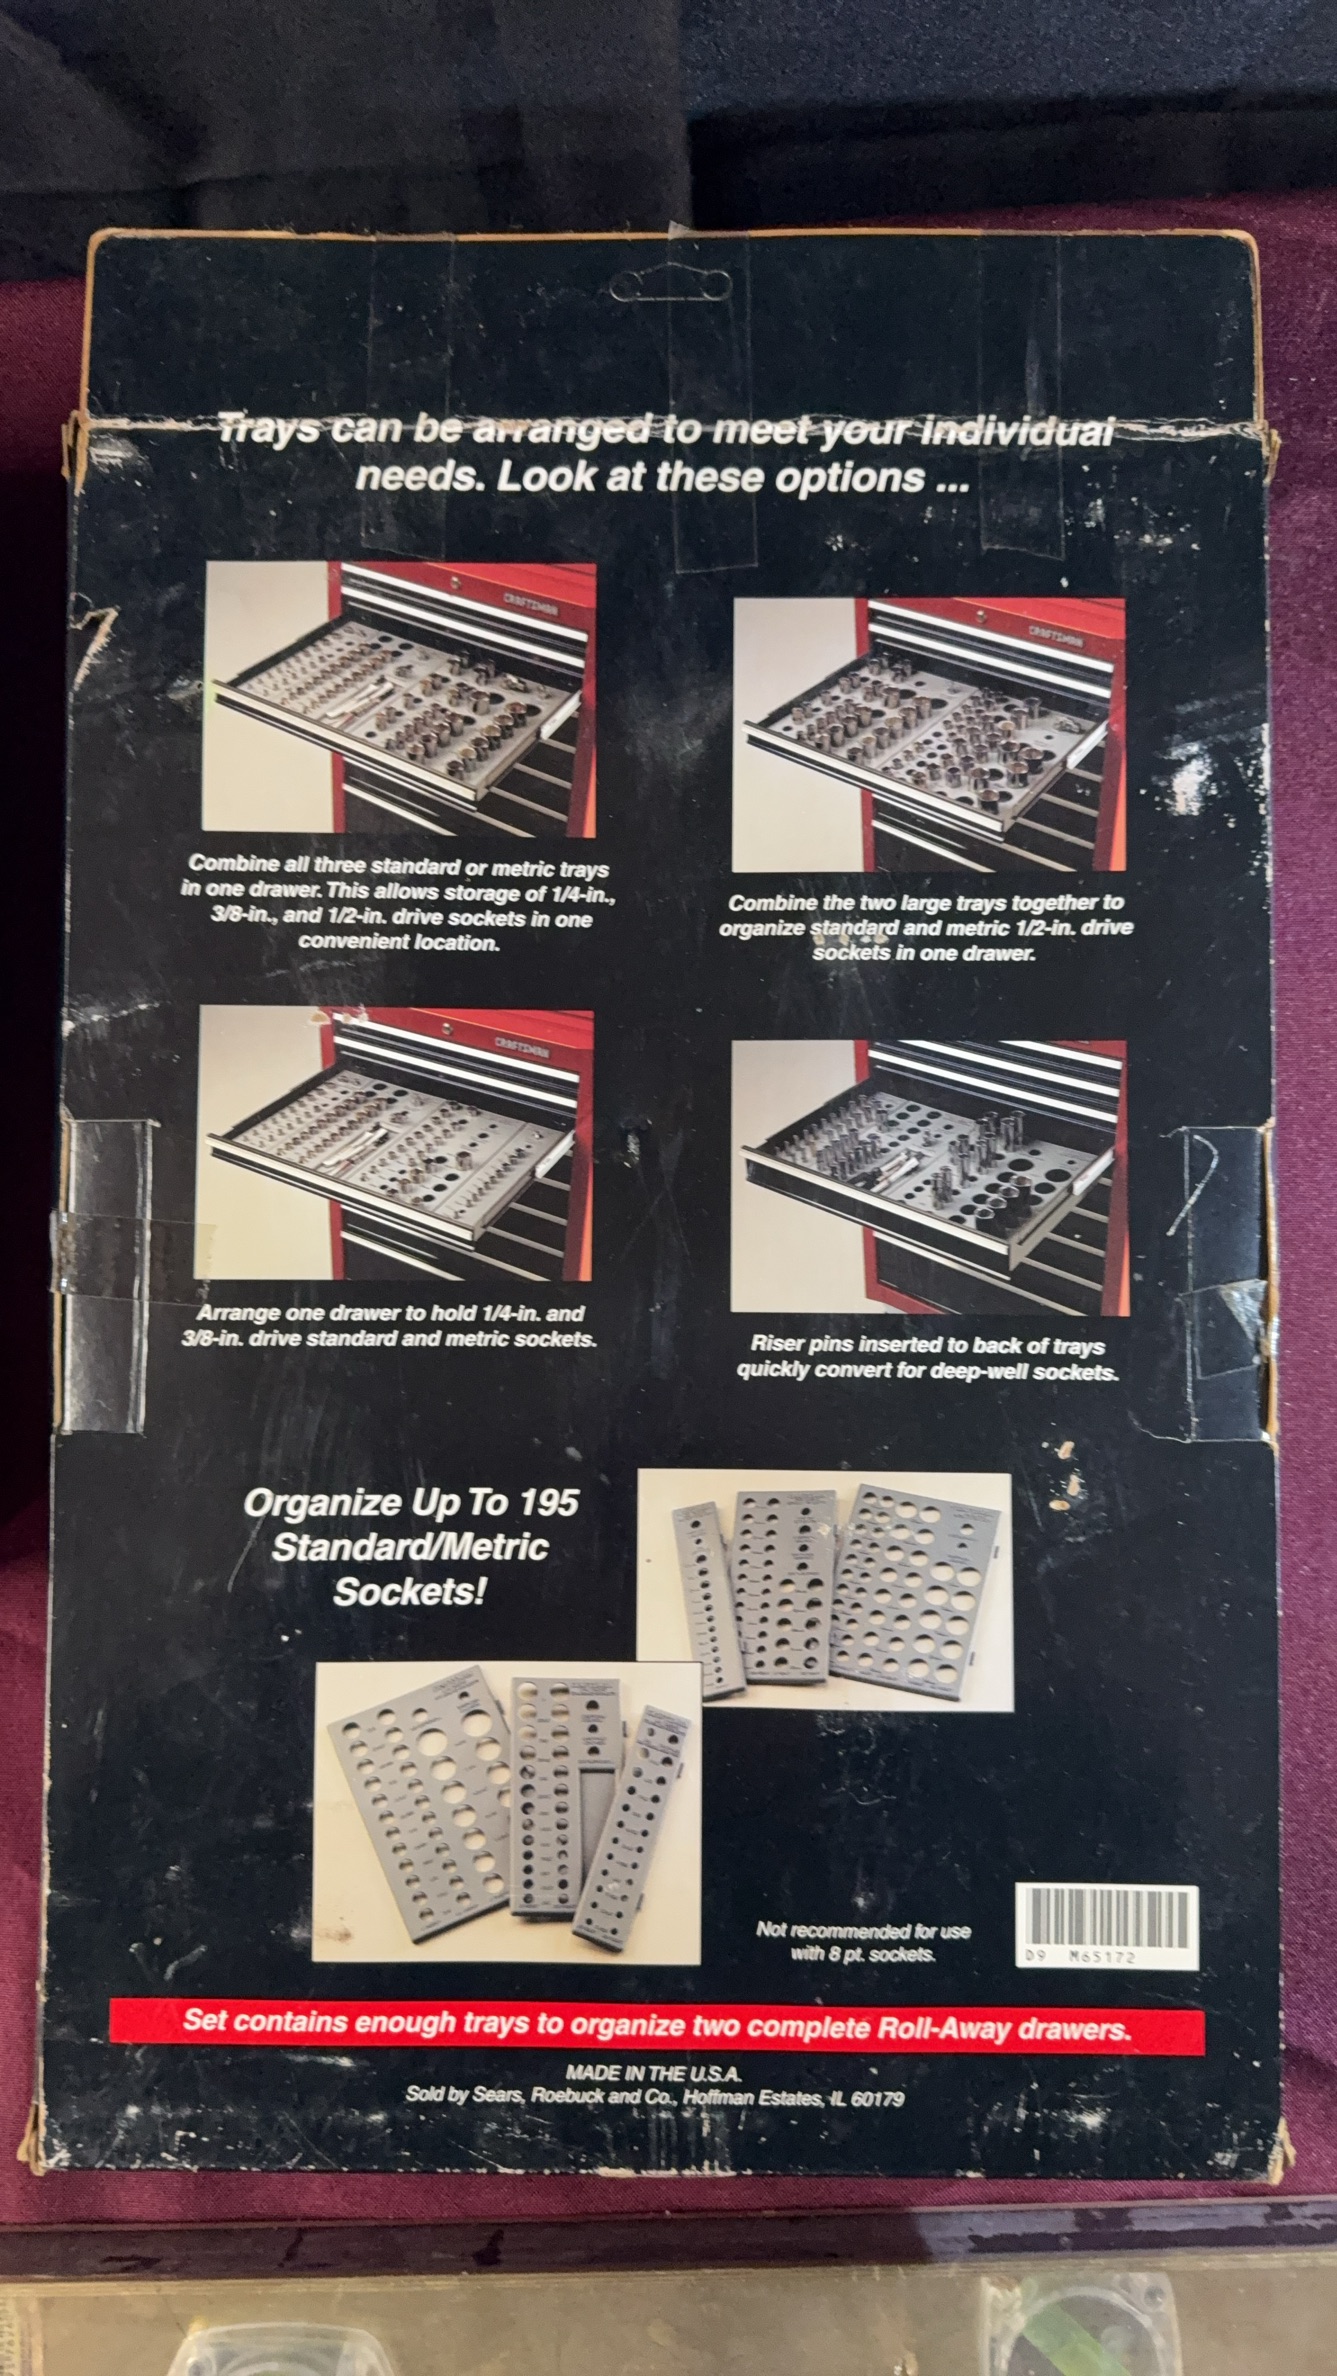 Trays can be arranged to meet your individual
needs. Look at these options ...
CRAFTSMAN
CRAFTSMAN
Combine all three standard or metric trays
in one drawer. This allows storage of 1/4-in.,
3/8-in., and 1/2-in. drive sockets in one
convenient location.
Combine the two large trays together to
organize standard and metric 1/2-in. drive
sockets in one drawer.
CRAFTSMAN
Arrange one drawer to hold 1/4-in. and
3/8-in. drive standard and metric sockets.
Riser pins inserted to back of trays
quickly convert for deep-well sockets.
Organize Up To 195
Standard/Metric
Sockets!
Not recommended for use
with 8 pt. sockets.
D9 M65172
Set contains enough trays to organize two complete Roll-Away drawers.
MADE IN THE U.S.A.
Sold by Sears, Roebuck and Co., Hoffman Estates, IL 60179